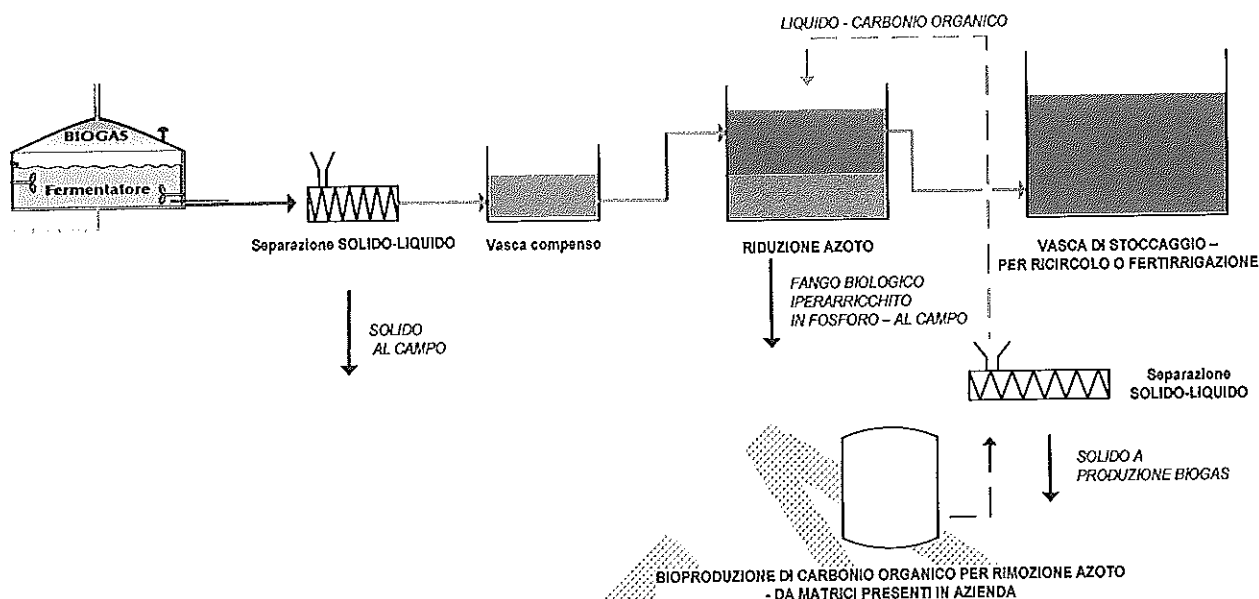 LIQUIDO - CARBONIO ORGANICO
BIOGAS
Fermentatore
Separazione SOLIDO-LIQUIDO
Vasca compenso
RIDUZIONE AZOTO
VASCA DI STOCCAGGIO –
PER RICIRCOLO O FERTIRRIGAZIONE
SOLIDO
AL CAMPO
FANGO BIOLOGICO
IPERARRICCHITO
IN FOSFORO – AL CAMPO
Separazione
SOLIDO-LIQUIDO
SOLIDO A
PRODUZIONE BIOGAS
BIOPRODUZIONE DI CARBONIO ORGANICO PER RIMOZIONE AZOTO
- DA MATRICI PRESENTI IN AZIENDA